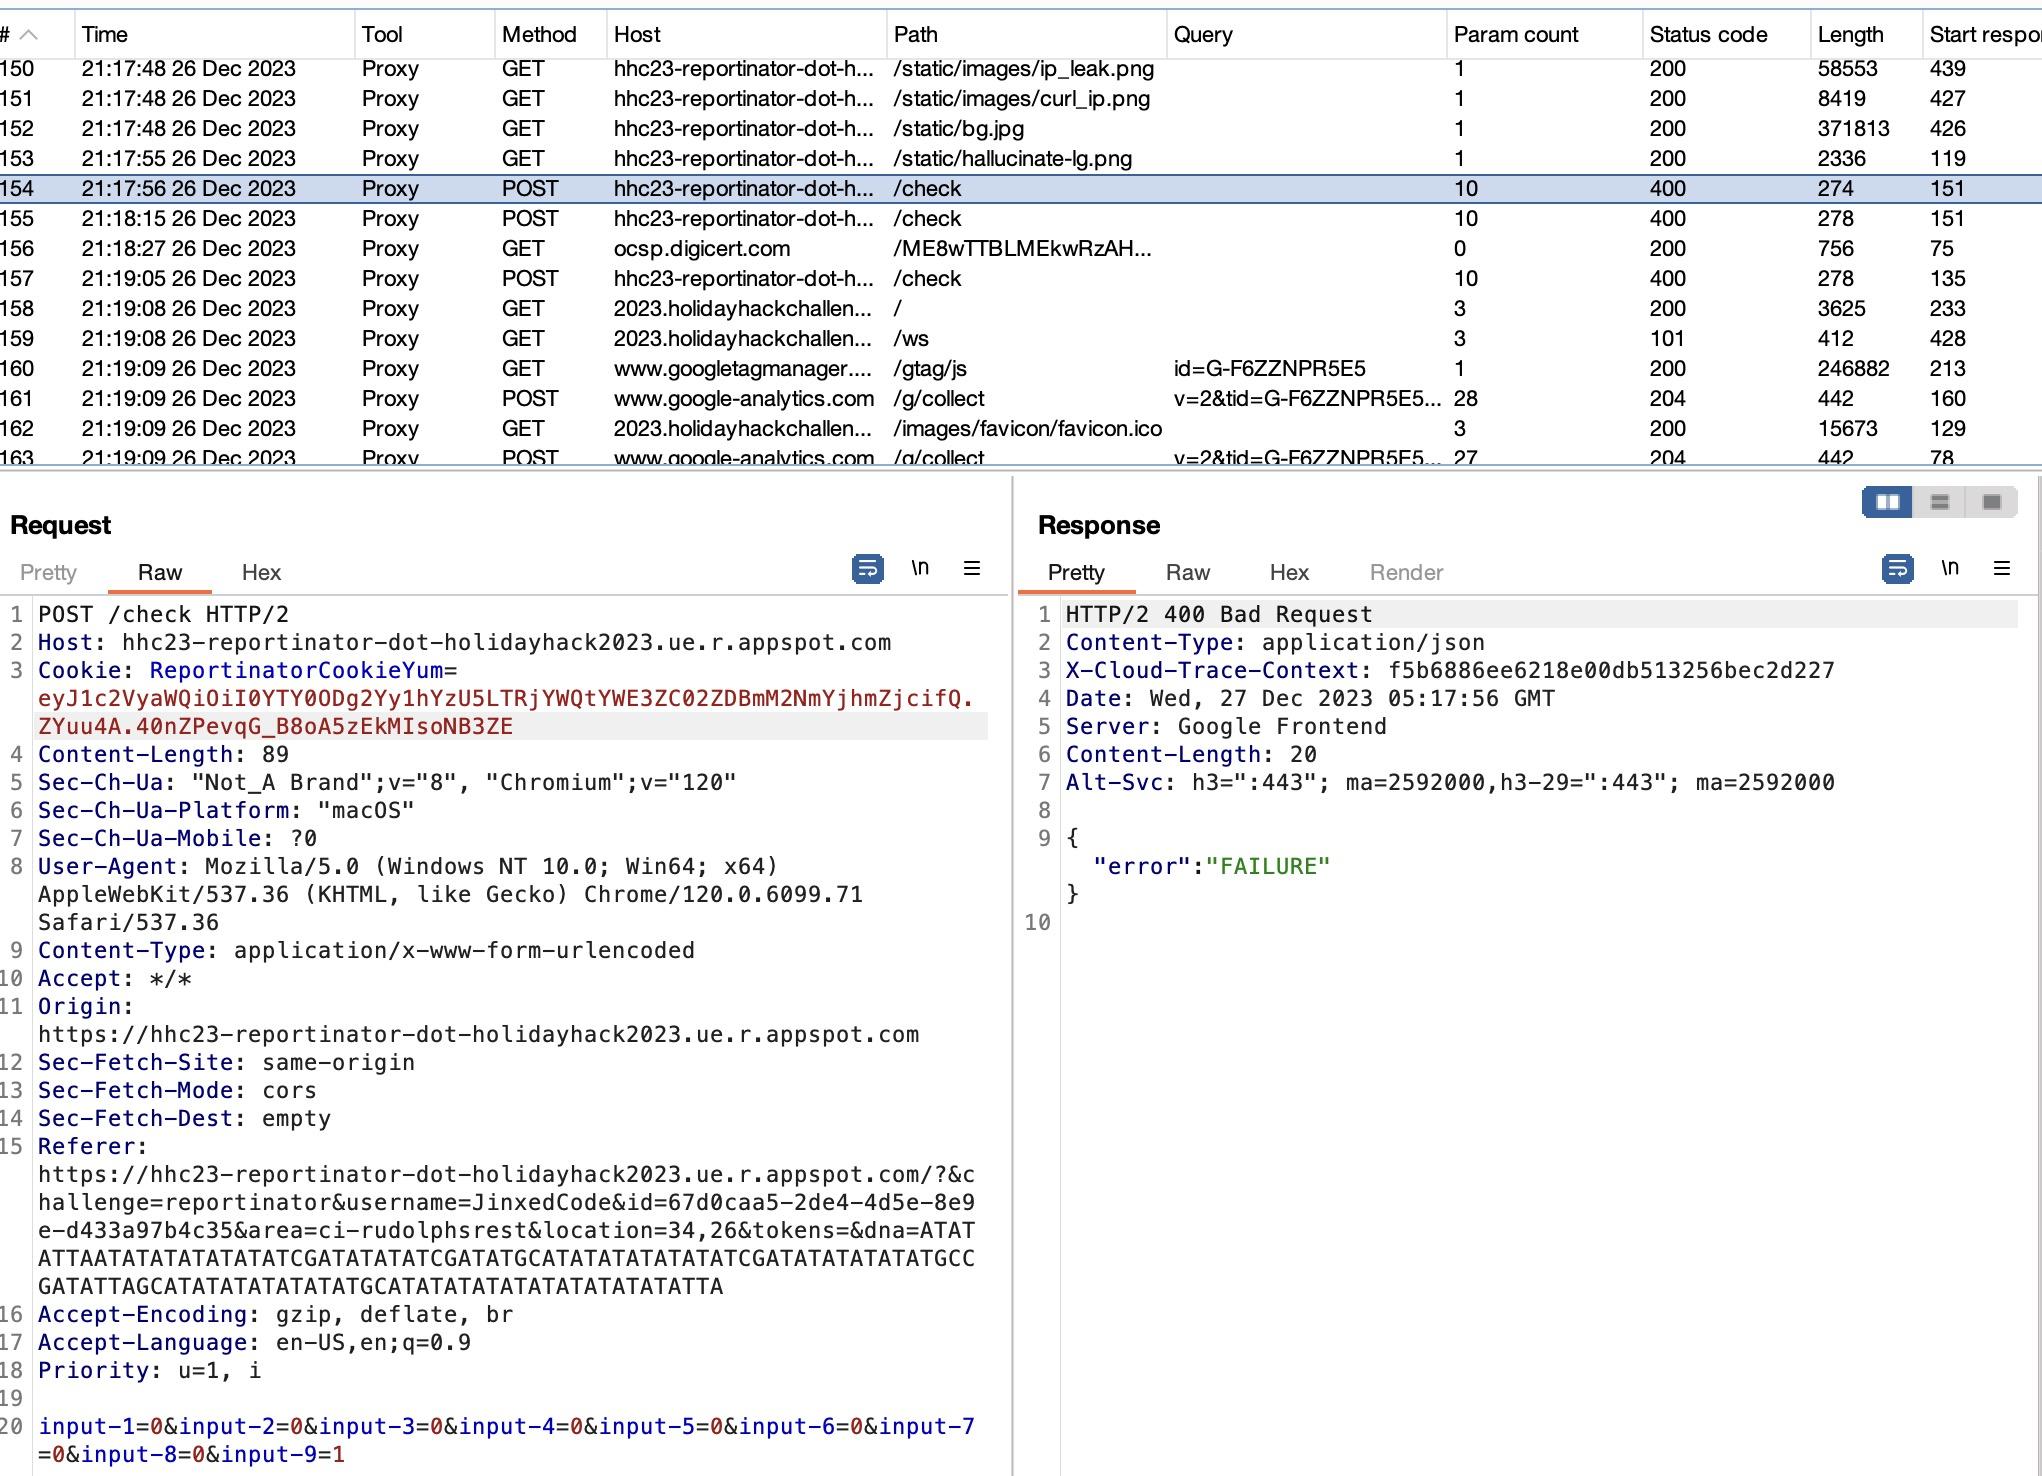 # Time Tool Method Host Path Query Param count Status code Length Start respo
150 21:17:48 26 Dec 2023 Proxy GET hhc23-reportinator-dot-h... /static/images/ip_leak.png 1 200 58553 439
151 21:17:48 26 Dec 2023 Proxy GET hhc23-reportinator-dot-h... /static/images/curl_ip.png 1 200 8419 427
152 21:17:48 26 Dec 2023 Proxy GET hhc23-reportinator-dot-h... /static/bg.jpg 1 200 371813 426
153 21:17:55 26 Dec 2023 Proxy GET hhc23-reportinator-dot-h... /static/hallucinate-lg.png 1 200 2336 119
154 21:17:56 26 Dec 2023 Proxy POST hhc23-reportinator-dot-h... /check 10 400 274 151
155 21:18:15 26 Dec 2023 Proxy POST hhc23-reportinator-dot-h... /check 10 400 278 151
156 21:18:27 26 Dec 2023 Proxy GET ocsp.digicert.com /ME8wTTBLMEkwRzAH... 0 200 756 75
157 21:19:05 26 Dec 2023 Proxy POST hhc23-reportinator-dot-h... /check 10 400 278 135
158 21:19:08 26 Dec 2023 Proxy GET 2023.holidayhackchallen... / 3 200 3625 233
159 21:19:08 26 Dec 2023 Proxy GET 2023.holidayhackchallen... /ws 3 101 412 428
160 21:19:09 26 Dec 2023 Proxy GET www.googletagmanager.... /gtag/js id=G-F6ZZNPR5E5 1 200 246882 213
161 21:19:09 26 Dec 2023 Proxy POST www.google-analytics.com /g/collect v=2&tid=G-F6ZZNPR5E5... 28 204 442 160
162 21:19:09 26 Dec 2023 Proxy GET 2023.holidayhackchallen... /images/favicon/favicon.ico 3 200 15673 129
163 21:19:09 26 Dec 2023 Proxy POST www.google-analytics.com /g/collect v=2&tid=G-F6ZZNPR5E5... 27 204 442 78
Request
Pretty Raw Hex \n
1 POST /check HTTP/2
2 Host: hhc23-reportinator-dot-holidayhack2023.ue.r.appspot.com
3 Cookie: ReportinatorCookieYum=
eyJ1c2VyaWQiOiI0YTY0ODg2Yy1hYzU5LTRjYWQtYWE3ZC02ZDBmM2NmYjhmZjcifQ.
ZYuu4A.40nZPevqG_B8oA5zEkMIsoNB3ZE
4 Content-Length: 89
5 Sec-Ch-Ua: "Not_A Brand";v="8", "Chromium";v="120"
6 Sec-Ch-Ua-Platform: "macOS"
7 Sec-Ch-Ua-Mobile: ?0
8 User-Agent: Mozilla/5.0 (Windows NT 10.0; Win64; x64)
AppleWebKit/537.36 (KHTML, like Gecko) Chrome/120.0.6099.71
Safari/537.36
9 Content-Type: application/x-www-form-urlencoded
10 Accept: */*
11 Origin:
https://hhc23-reportinator-dot-holidayhack2023.ue.r.appspot.com
12 Sec-Fetch-Site: same-origin
13 Sec-Fetch-Mode: cors
14 Sec-Fetch-Dest: empty
15 Referer:
https://hhc23-reportinator-dot-holidayhack2023.ue.r.appspot.com/?&c
hallenge=reportinator&username=JinxedCode&id=67d0caa5-2de4-4d5e-8e9
e-d433a97b4c35&area=ci-rudolphsrest&location=34,26&tokens=&dna=ATAT
ATTAATATATATATATATCGATATATATCGATATGCATATATATATATATCGATATATATATATGCC
GATATTAGCATATATATATATATGCATATATATATATATATATATTA
16 Accept-Encoding: gzip, deflate, br
17 Accept-Language: en-US,en;q=0.9
18 Priority: u=1, i
19
20 input-1=0&input-2=0&input-3=0&input-4=0&input-5=0&input-6=0&input-7
=0&input-8=0&input-9=1
Response
Pretty Raw Hex Render \n
1 HTTP/2 400 Bad Request
2 Content-Type: application/json
3 X-Cloud-Trace-Context: f5b6886ee6218e00db513256bec2d227
4 Date: Wed, 27 Dec 2023 05:17:56 GMT
5 Server: Google Frontend
6 Content-Length: 20
7 Alt-Svc: h3=":443"; ma=2592000,h3-29=":443"; ma=2592000
8
9 {
"error":"FAILURE"
}
10